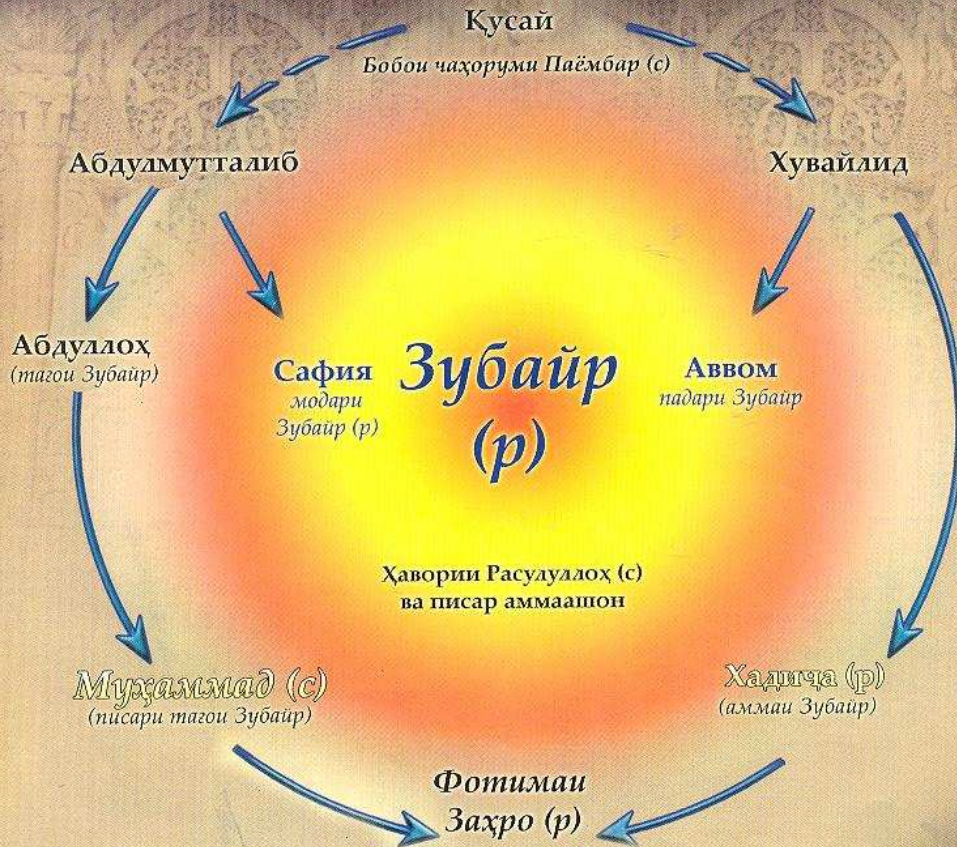 Қусай
Бобои чаҳоруми Паёмбар (с)
Абдулмутталиб
Хувайлид
Абдуллоҳ
(тағои Зубайр)
Сафия
модари
Зубайр (р)
Зубайр
(р)
Аввом
падари Зубайр
Ҳавории Расулуллоҳ (с)
ва писар аммаашон
Муҳаммад (с)
(писари тағои Зубайр)
Хадиҷа (р)
(аммаи Зубайр)
Фотимаи
Заҳро (р)